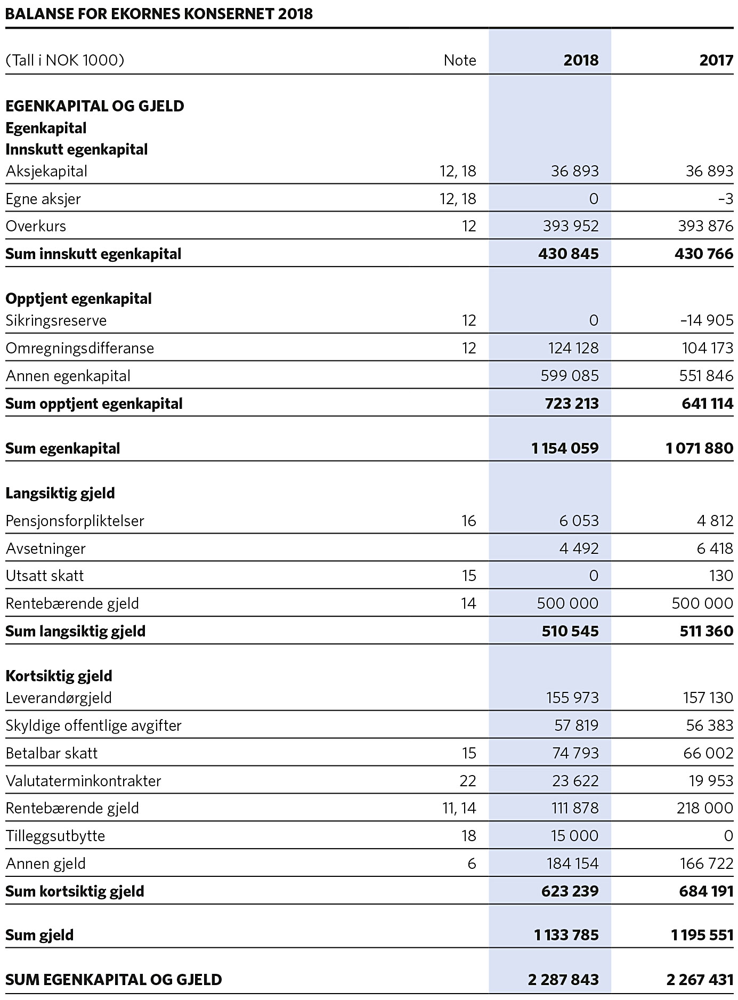 BALANSE FOR EKORNES KONSERNET 2018
(Tall i NOK 1000) Note 2018 2017
EGENKAPITAL OG GJELD
Egenkapital
Innskutt egenkapital
Aksjekapital 12, 18 36 893 36 893
Egne aksjer 12, 18 0 –3
Overkurs 12 393 952 393 876
Sum innskutt egenkapital 430 845 430 766
Opptjent egenkapital
Sikringsreserve 12 0 –14 905
Omregningsdifferanse 12 124 128 104 173
Annen egenkapital 599 085 551 846
Sum opptjent egenkapital 723 213 641 114
Sum egenkapital 1 154 059 1 071 880
Langsiktig gjeld
Pensjonsforpliktelser 16 6 053 4 812
Avsetninger 4 492 6 418
Utsatt skatt 15 0 130
Rentebærende gjeld 14 500 000 500 000
Sum langsiktig gjeld 510 545 511 360
Kortsiktig gjeld
Leverandørgjeld 155 973 157 130
Skyldige offentlige avgifter 57 819 56 383
Betalbar skatt 15 74 793 66 002
Valutaterminkontrakter 22 23 622 19 953
Rentebærende gjeld 11, 14 111 878 218 000
Tilleggsutbytte 18 15 000 0
Annen gjeld 6 184 154 166 722
Sum kortsiktig gjeld 623 239 684 191
Sum gjeld 1 133 785 1 195 551
SUM EGENKAPITAL OG GJELD 2 287 843 2 267 431